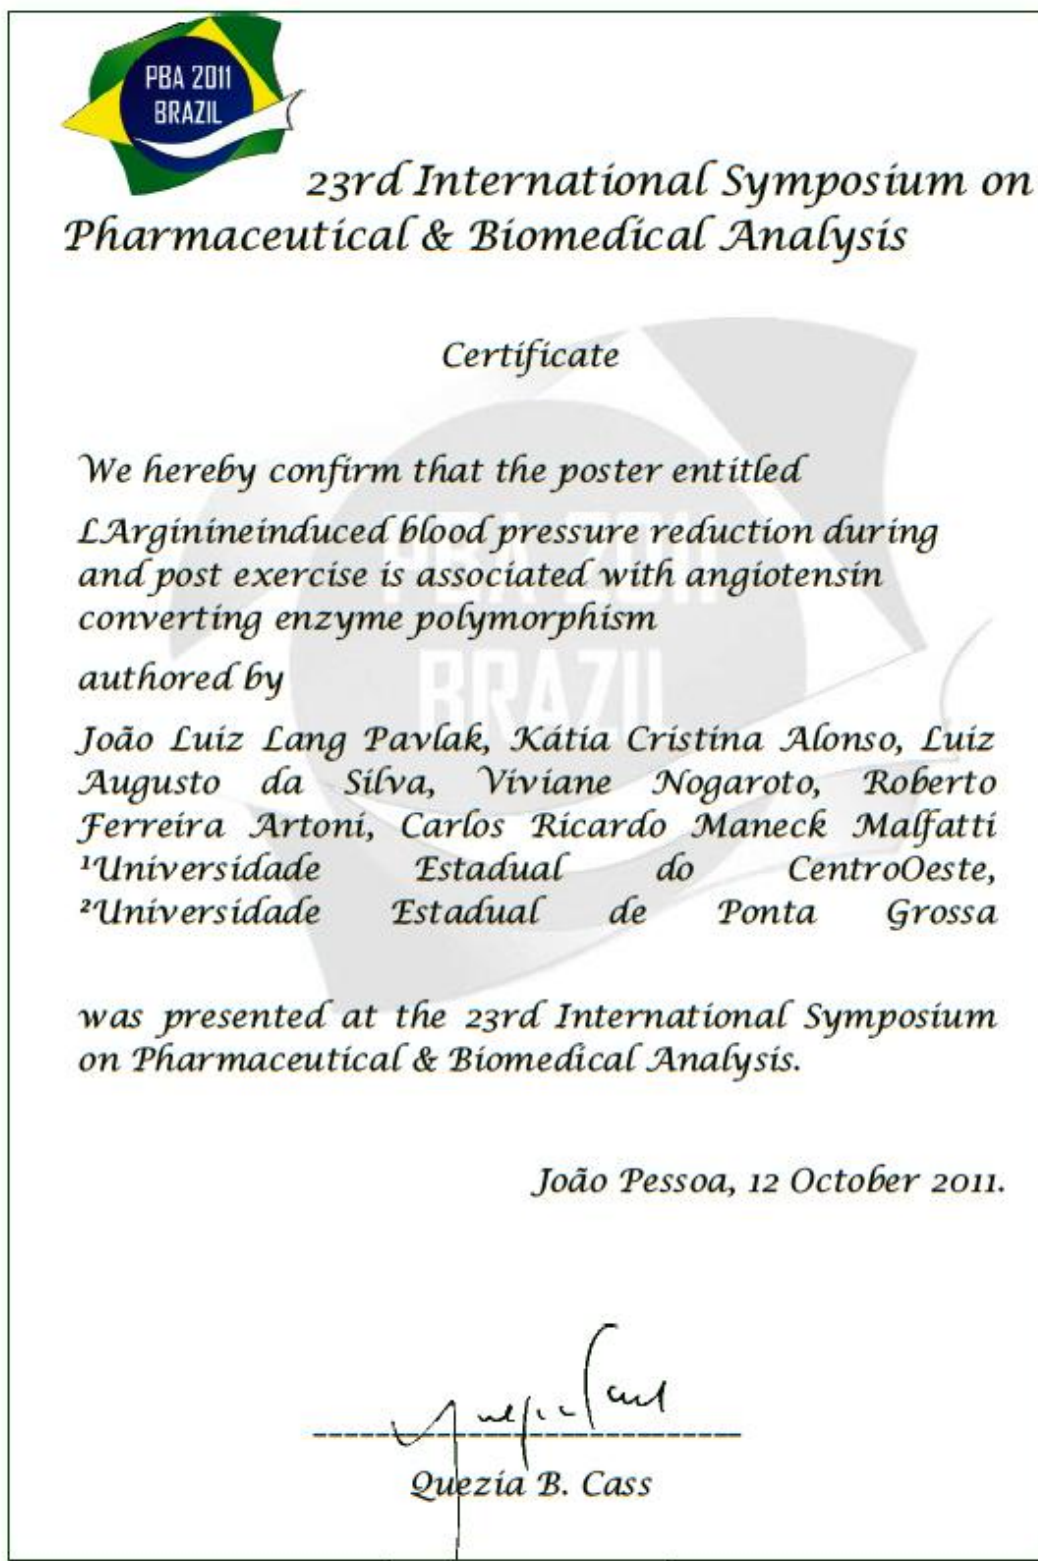 PBA 2011
BRAZIL
23rd International Symposium on
Pharmaceutical & Biomedical Analysis
Certificate
We hereby confirm that the poster entitled
LArginineinduced blood pressure reduction during
and post exercise is associated with angiotensin
converting enzyme polymorphism
authored by
João Luiz Lang Pavlak, Kátia Cristina Alonso, Luiz
Augusto da Silva, Viviane Nogaroto, Roberto
Ferreira Artoni, Carlos Ricardo Maneck Malfatti
¹Universidade Estadual do CentroOeste,
²Universidade Estadual de Ponta Grossa
was presented at the 23rd International Symposium
on Pharmaceutical & Biomedical Analysis.
João Pessoa, 12 October 2011.
Quezia B. Cass
PBA 2011
BRAZIL